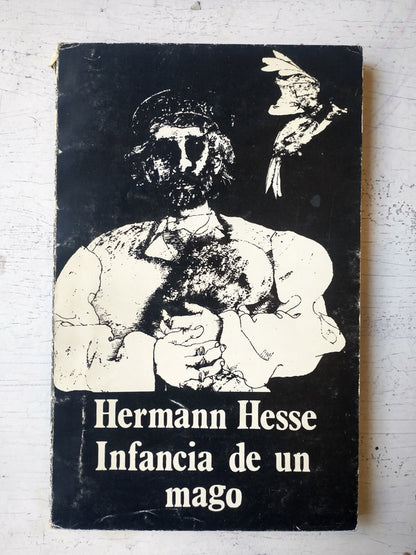 Hermann Hesse
Infancia de un
mago